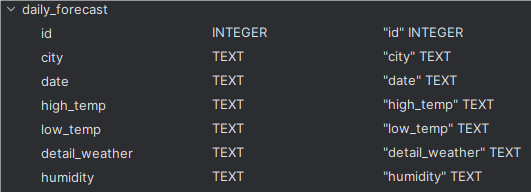 daily_forecast
id INTEGER "id" INTEGER
city TEXT "city" TEXT
date TEXT "date" TEXT
high_temp TEXT "high_temp" TEXT
low_temp TEXT "low_temp" TEXT
detail_weather TEXT "detail_weather" TEXT
humidity TEXT "humidity" TEXT